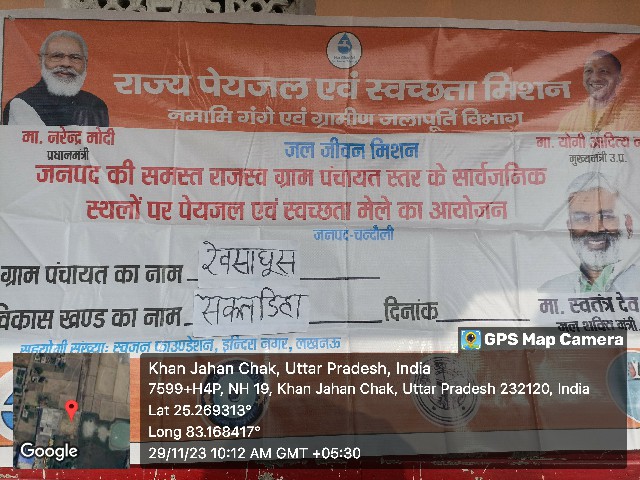 राज्य पेयजल एवं स्वच्छता मिशन
नमामि गंगे एवं ग्रामीण जलापूर्ति विभाग
मा. नरेन्द्र मोदी
प्रधानमंत्री
मा. योगी आदित्य
मुख्यमंत्री उ.प्र.
जल जीवन मिशन
जनपद की समस्त राजस्व ग्राम पंचायत स्तर के सार्वजनिक
स्थलों पर पेयजल एवं स्वच्छता मेले का आयोजन
जनपद-चन्दौली
ग्राम पंचायत का नाम रेवसाघूस
विकास खण्ड का नाम सकलडिहा दिनांक
मा. स्वतंत्र देव
जल शक्ति मंत्री
सहयोगी संस्था: स्वजन फाउण्डेशन, इन्दिरा नगर, लखनऊ
GPS Map Camera
Khan Jahan Chak, Uttar Pradesh, India
7599+H4P, NH 19, Khan Jahan Chak, Uttar Pradesh 232120, India
Lat 25.269313°
Long 83.168417°
29/11/23 10:12 AM GMT +05:30
Google